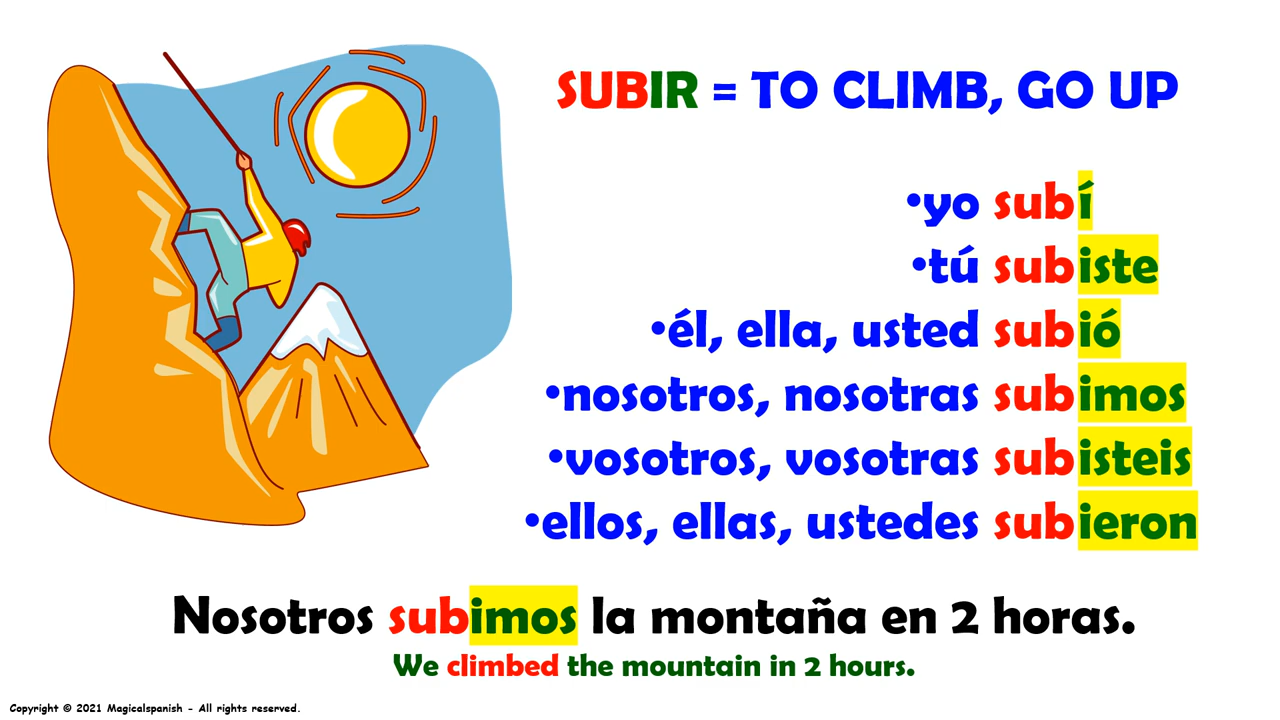 SUBIR = TO CLIMB, GO UP
•yo subí
•tú subiste
•él, ella, usted subió
•nosotros, nosotras subimos
•vosotros, vosotras subisteis
•ellos, ellas, ustedes subieron
Nosotros subimos la montaña en 2 horas.
We climbed the mountain in 2 hours.
Copyright © 2021 Magicalspanish - All rights reserved.